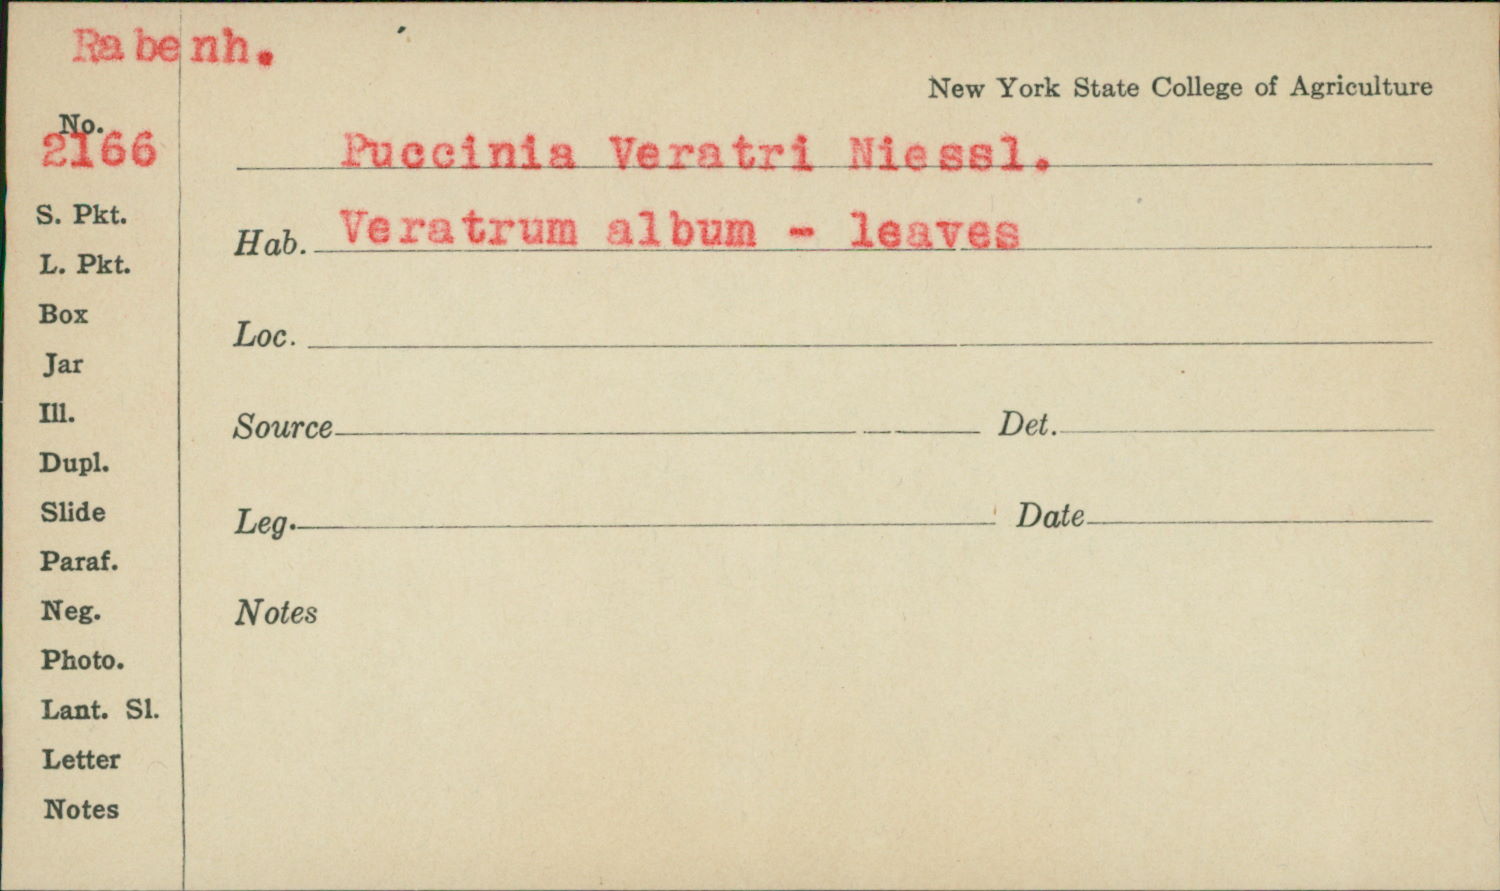 Rabenh.
New York State College of Agriculture
No.
2166
Puccinia Veratri Niessl.
S. Pkt.
Hab. Veratrum album - leaves
L. Pkt.
Box
Loc.
Jar
Ill.
Source Det.
Dupl.
Slide
Leg. Date
Paraf.
Neg.
Notes
Photo.
Lant. Sl.
Letter
Notes